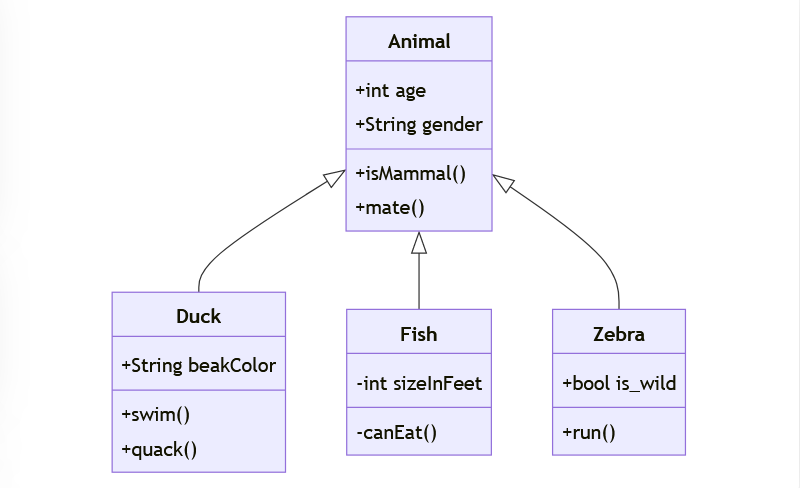 Animal
+int age
+String gender
+isMammal()
+mate()
Duck
+String beakColor
+swim()
+quack()
Fish
-int sizeInFeet
-canEat()
Zebra
+bool is_wild
+run()